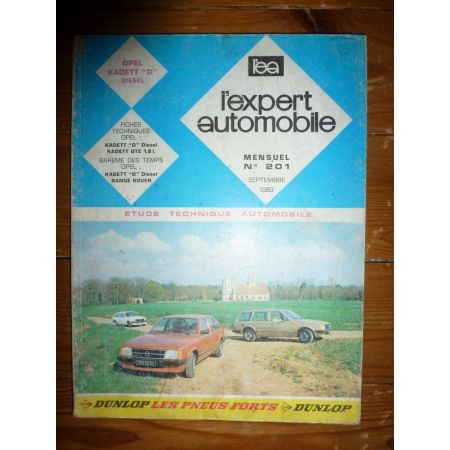 OPEL
KADETT "D"
DIESEL
l'ea
l'expert
automobile
FICHES
TECHNIQUES
OPEL :
KADETT "D" Diesel
KADETT GTE 1,8 l.
BAREME DES TEMPS
OPEL :
KADETT "D" Diesel
RANGE ROVER
MENSUEL
N° 201
SEPTEMBRE
1983
ETUDE TECHNIQUE AUTOMOBILE
DUNLOP LES PNEUS FORTS DUNLOP